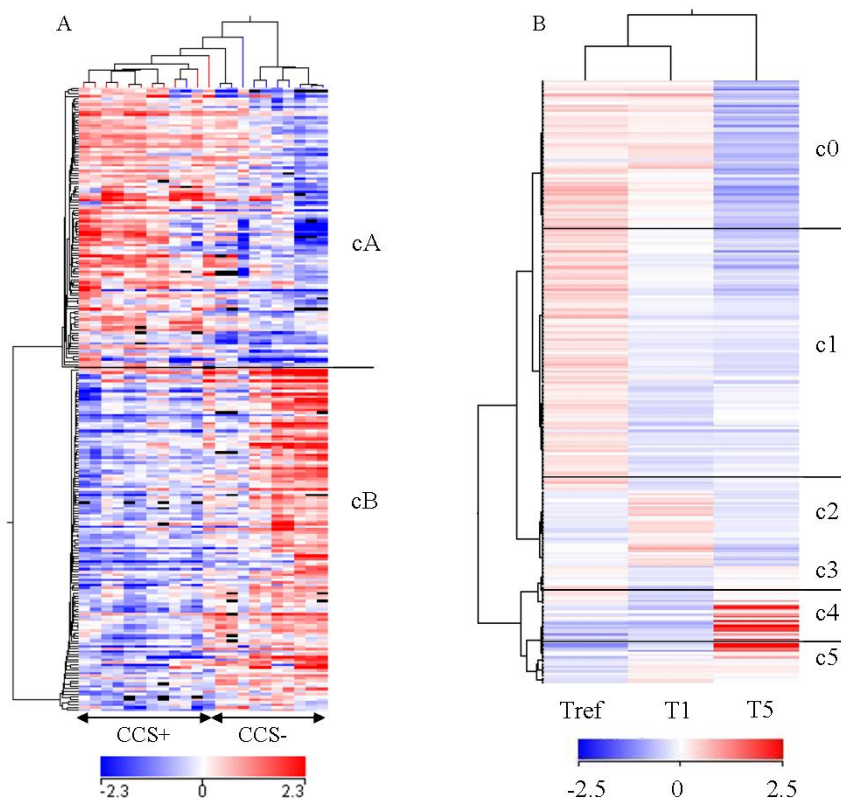 A
B
cA
cB
CCS+ CCS-
-2.3 0 2.3
c0
c1
c2
c3
c4
c5
Tref T1 T5
-2.5 0 2.5